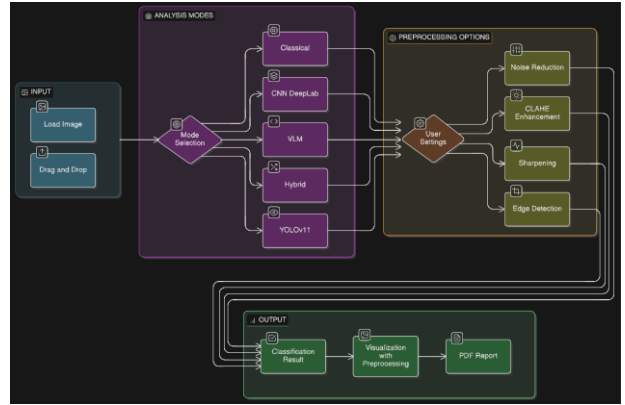 INPUT
Load Image
Drag and Drop
ANALYSIS MODES
Mode
Selection
Classical
CNN DeepLab
VLM
Hybrid
YOLOv11
PREPROCESSING OPTIONS
User
Settings
Noise Reduction
CLAHE
Enhancement
Sharpening
Edge Detection
OUTPUT
Classification
Result
Visualization
with
Preprocessing
PDF Report